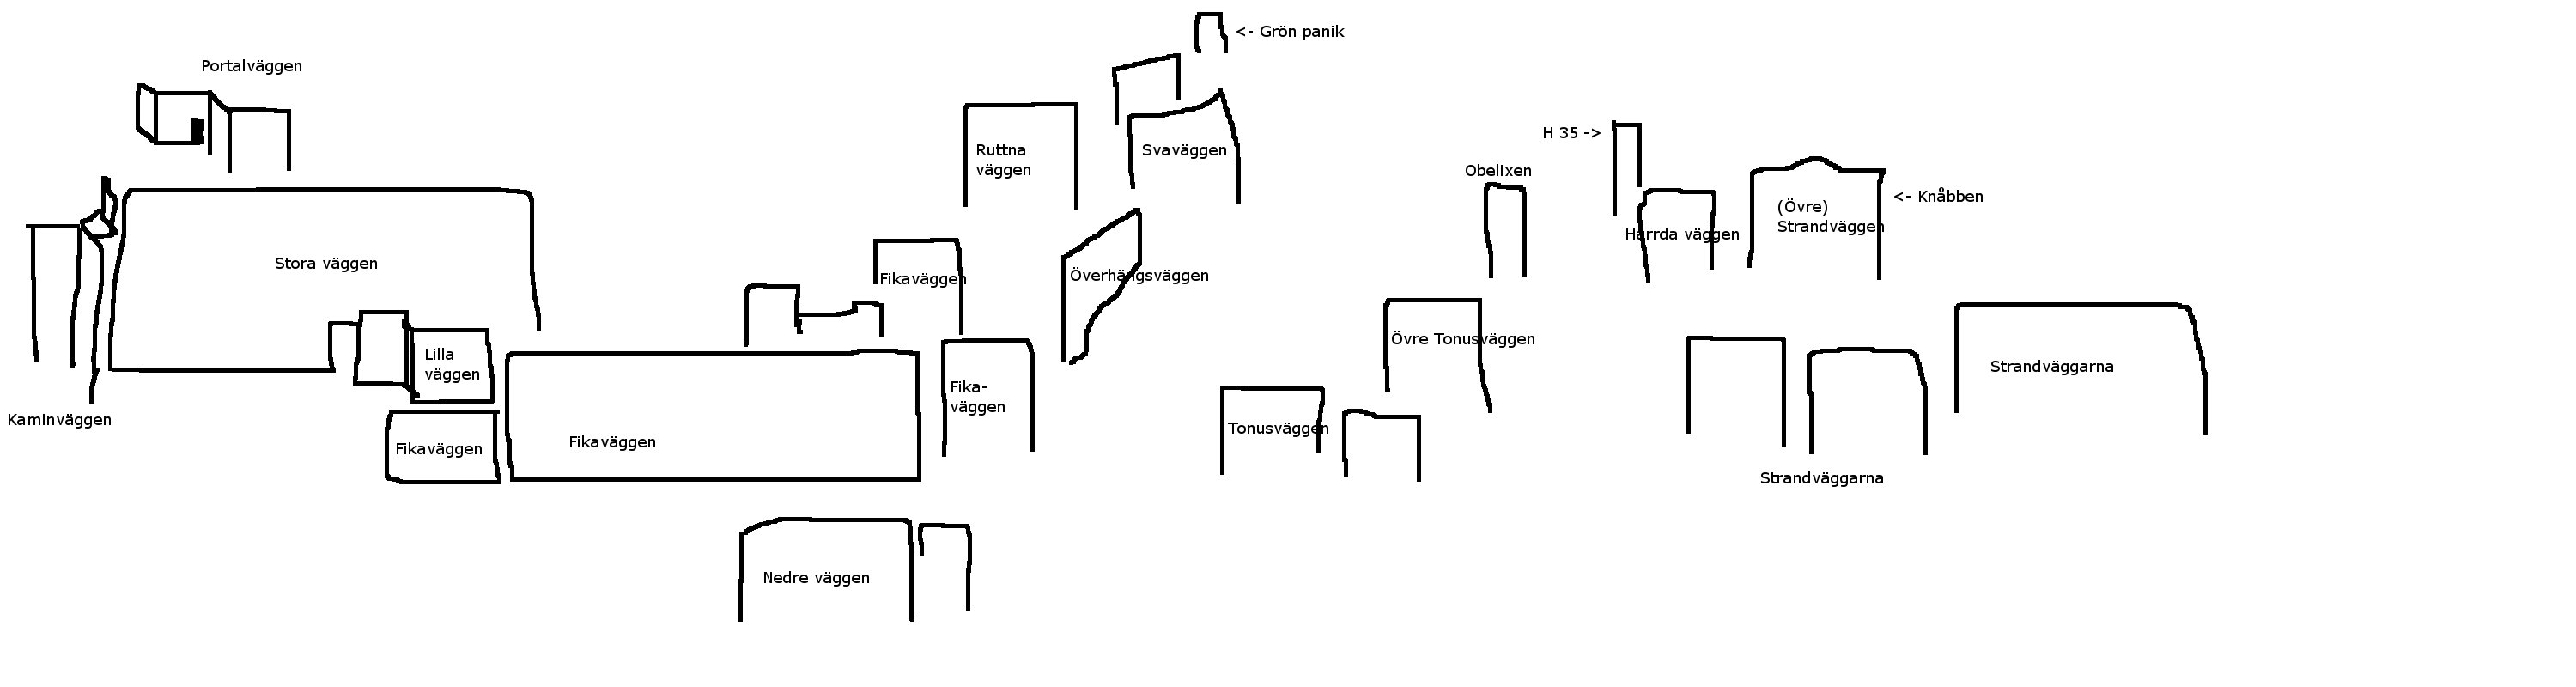 <- Grön panik
Portalväggen
H 35 ->
Ruttna
väggen
Svaväggen
Obelixen
<- Knåbben
(Övre)
Strandväggen
Harrda väggen
Stora väggen
Fikaväggen
Överhängsväggen
Övre Tonusväggen
Lilla
väggen
Strandväggarna
Fika-
väggen
Kaminväggen
Tonusväggen
Fikaväggen
Fikaväggen
Strandväggarna
Nedre väggen